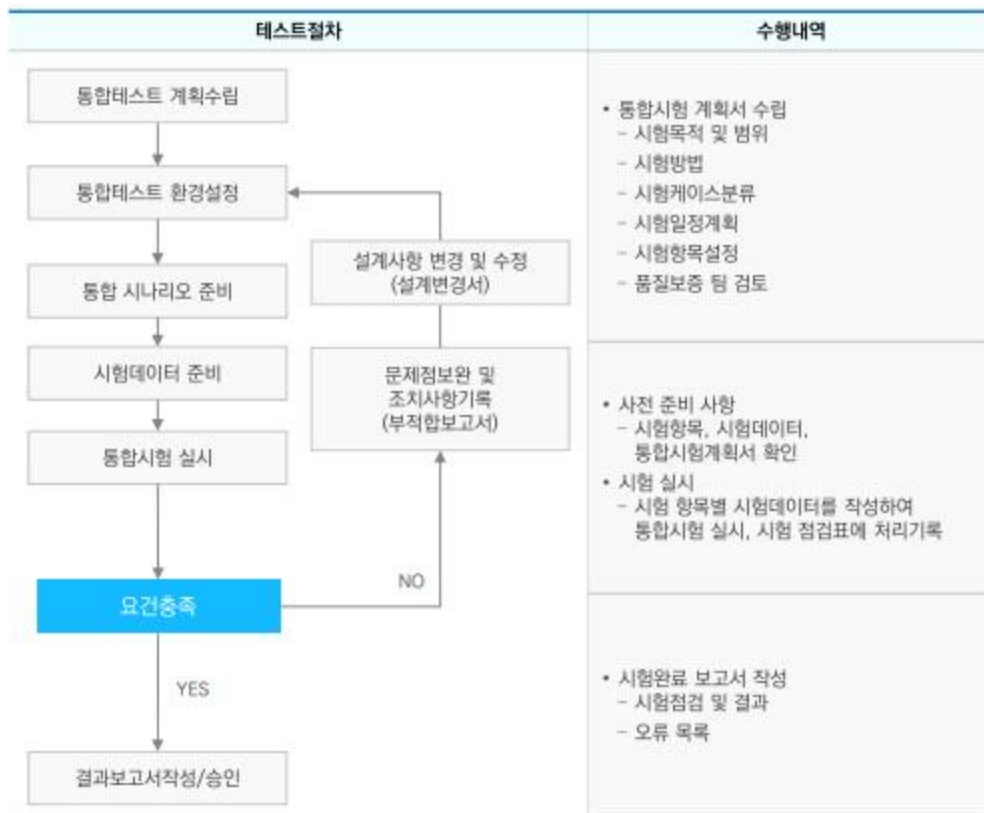 테스트절차
수행내역
통합테스트 계획수립
통합테스트 환경설정
통합 시나리오 준비
시험데이터 준비
통합시험 실시
요건충족
YES
결과보고서작성/승인
NO
문제점보완 및
조치사항기록
(부적합보고서)
설계사항 변경 및 수정
(설계변경서)
• 통합시험 계획서 수립
– 시험목적 및 범위
– 시험방법
– 시험케이스분류
– 시험일정계획
– 시험항목설정
– 품질보증 팀 검토
• 사전 준비 사항
– 시험항목, 시험데이터,
통합시험계획서 확인
• 시험 실시
– 시험 항목별 시험데이터를 작성하여
통합시험 실시, 시험 점검표에 처리기록
• 시험완료 보고서 작성
– 시험점검 및 결과
– 오류 목록